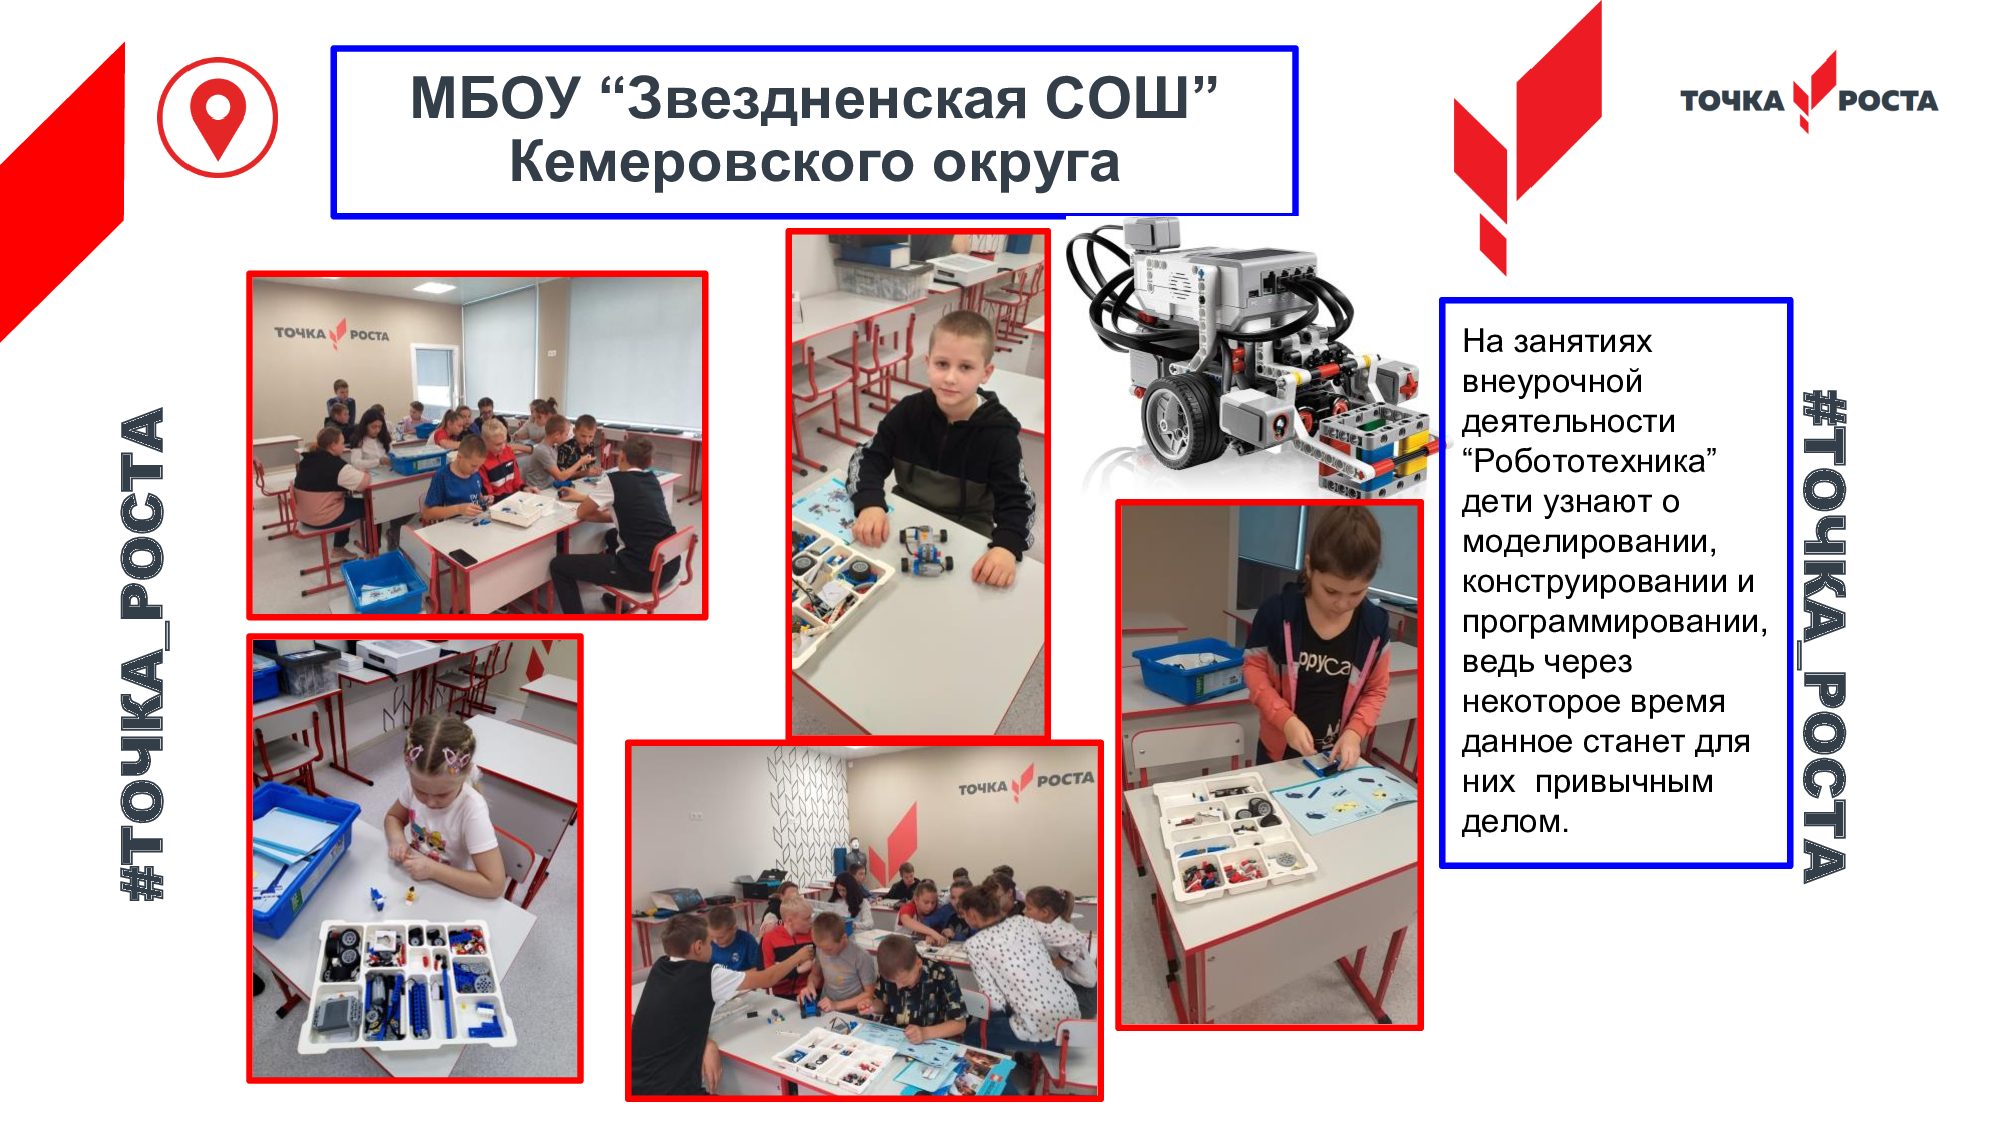 МБОУ “Звездненская СОШ”
Кемеровского округа
ТОЧКА РОСТА
#ТОЧКА_РОСТА
ТОЧКА РОСТА
ТОЧКА РОСТА
На занятиях
внеурочной
деятельности
“Робототехника”
дети узнают о
моделировании,
конструировании и
программировании,
ведь через
некоторое время
данное станет для
них  привычным
делом.
#ТОЧКА_РОСТА